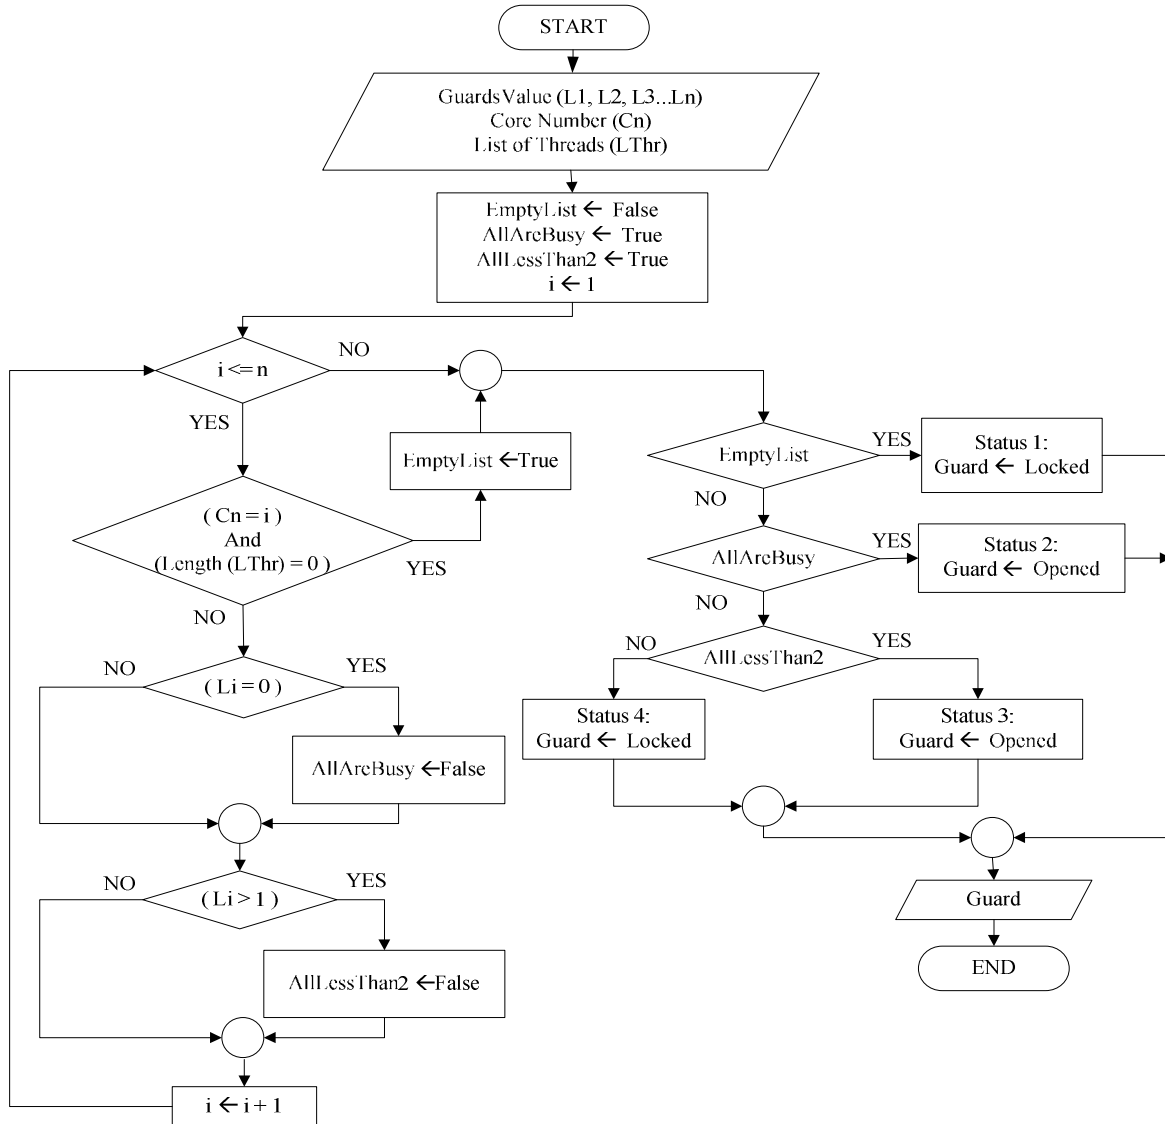 START
GuardsValue (L1, L2, L3...Ln)
Core Number (Cn)
List of Threads (LThr)
EmptyList ← False
AllAreBusy ← True
AllLessThan2 ← True
i ← 1
i <= n
NO
YES
EmptyList ←True
( Cn = i )
And
(Length (LThr) = 0 )
YES
NO
( Li = 0 )
NO
YES
AllAreBusy ←False
( Li > 1 )
NO
YES
AllLessThan2 ←False
i ← i + 1
EmptyList
YES
Status 1:
Guard ← Locked
NO
AllAreBusy
YES
Status 2:
Guard ← Opened
NO
AllLessThan2
NO
YES
Status 4:
Guard ← Locked
Status 3:
Guard ← Opened
Guard
END